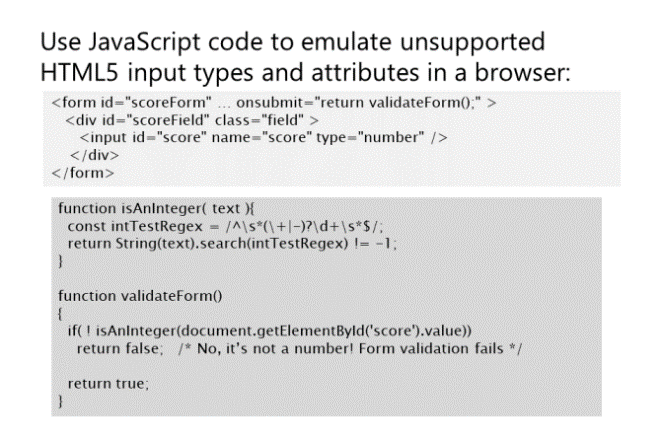 Use JavaScript code to emulate unsupported
HTML5 input types and attributes in a browser:
<form id="scoreForm" ... onsubmit="return validateForm();" >
<div id="scoreField" class="field" >
<input id="score" name="score" type="number" />
</div>
</form>
function isAnInteger( text ){
const intTestRegex = /^\s*(\+|-)?\d+\s*$/;
return String(text).search(intTestRegex) != -1;
}
function validateForm()
{
if( ! isAnInteger(document.getElementById('score').value))
return false; /* No, it's not a number! Form validation fails */
return true;
}